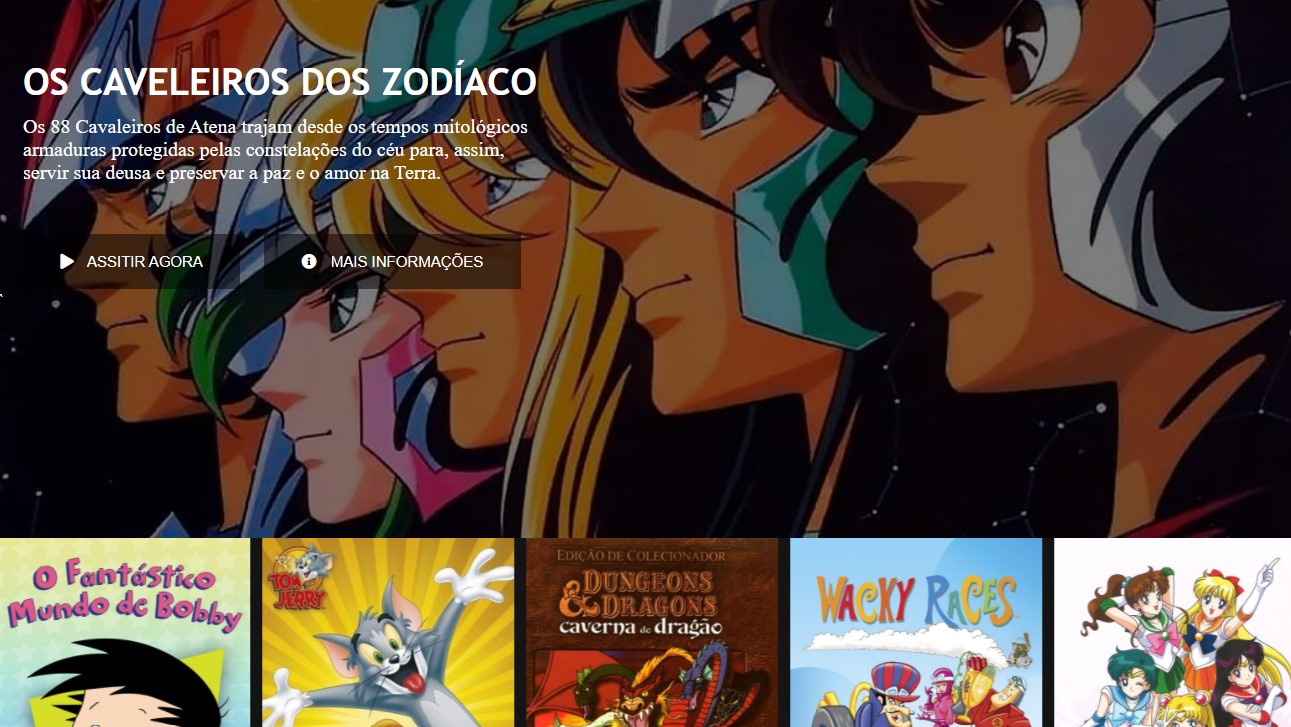 OS CAVELEIROS DOS ZODÍACO
Os 88 Cavaleiros de Atena trajam desde os tempos mitológicos
armaduras protegidas pelas constelações do céu para, assim,
servir sua deusa e preservar a paz e o amor na Terra.
ASSITIR AGORA
MAIS INFORMAÇÕES
O Fantástico
Mundo de Bobby
TOM
JERRY
EDIÇÃO DE COLECIONADOR
DUNGEONS
& DRAGONS
caverna do dragão
WACKY RACES